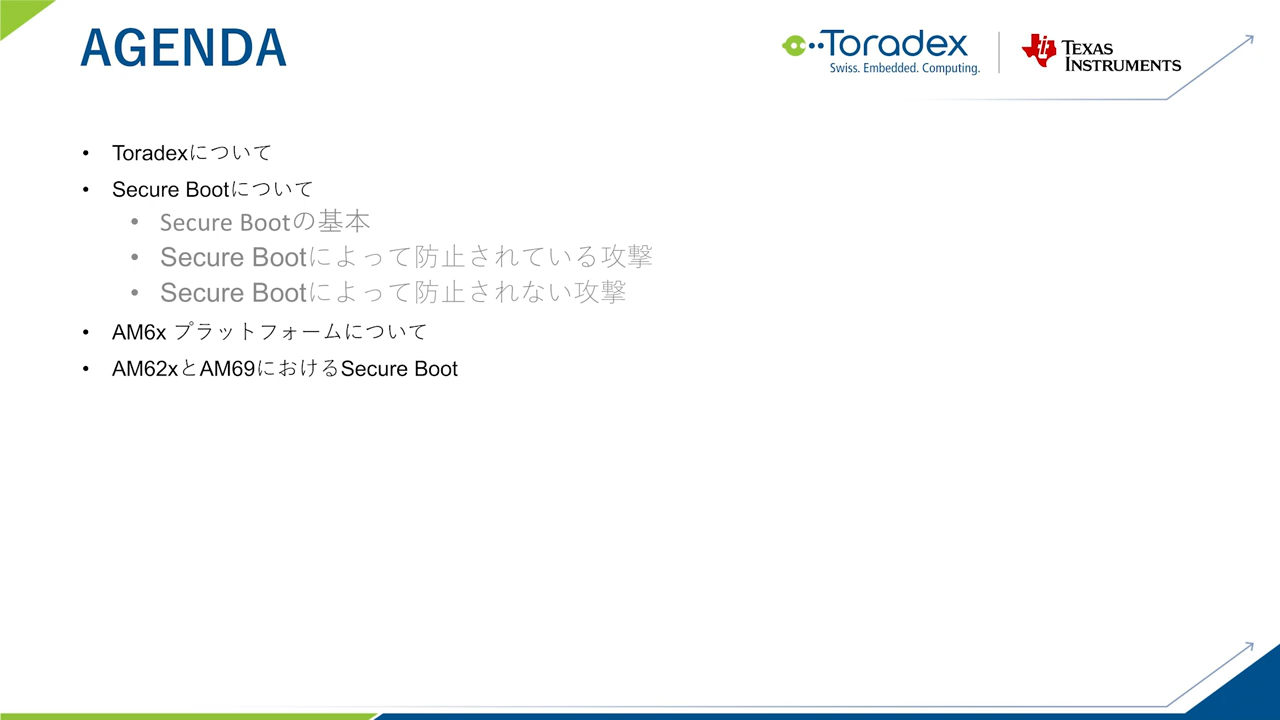 AGENDA
Toradex
Swiss. Embedded. Computing.
TEXAS
INSTRUMENTS
• Toradexについて
• Secure Bootについて
• Secure Bootの基本
• Secure Bootによって防止されている攻撃
• Secure Bootによって防止されない攻撃
• AM6x プラットフォームについて
• AM62xとAM69におけるSecure Boot